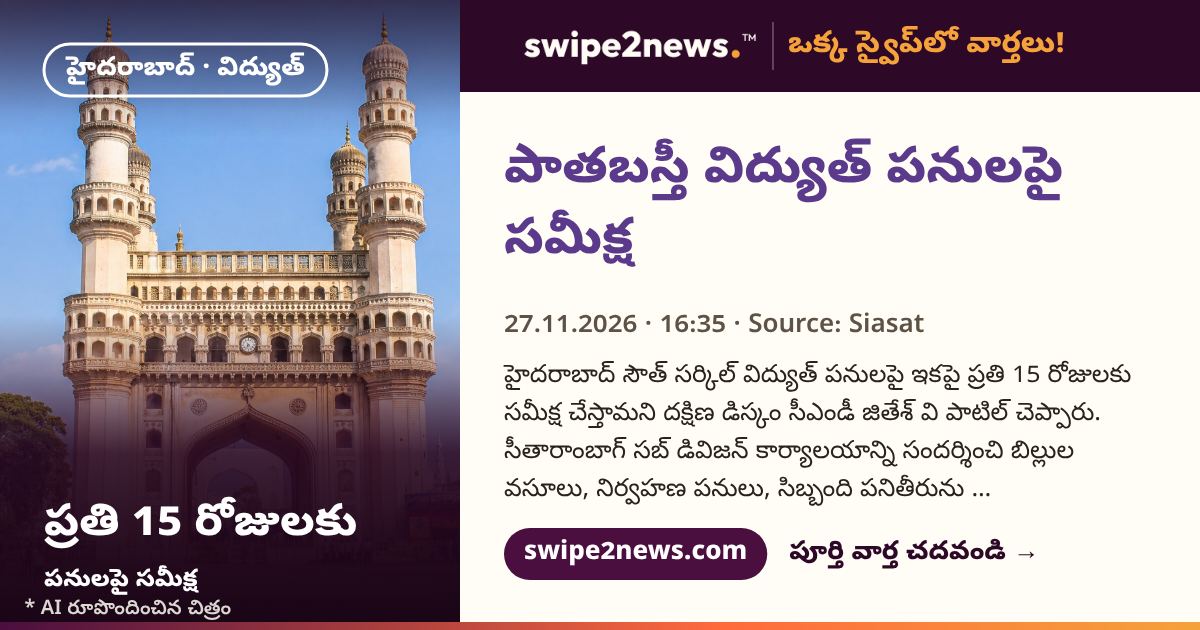 హైదరాబాద్ · విద్యుత్
ప్రతి 15 రోజులకు
పనులపై సమీక్ష
* AI రూపొందించిన చిత్రం
swipe2news.™ ఒక్క స్వైప్‌లో వార్తలు!
పాతబస్తీ విద్యుత్ పనులపై
సమీక్ష
27.11.2026 · 16:35 · Source: Siasat
హైదరాబాద్ సౌత్ సర్కిల్ విద్యుత్ పనులపై ఇకపై ప్రతి 15 రోజులకు
సమీక్ష చేస్తామని దక్షిణ డిస్కం సీఎండీ జితేశ్ వి పాటిల్ చెప్పారు.
సీతారాంబాగ్ సబ్ డివిజన్ కార్యాలయాన్ని సందర్శించి బిల్లుల
వసూలు, నిర్వహణ పనులు, సిబ్బంది పనితీరును ...
swipe2news.com పూర్తి వార్త చదవండి →